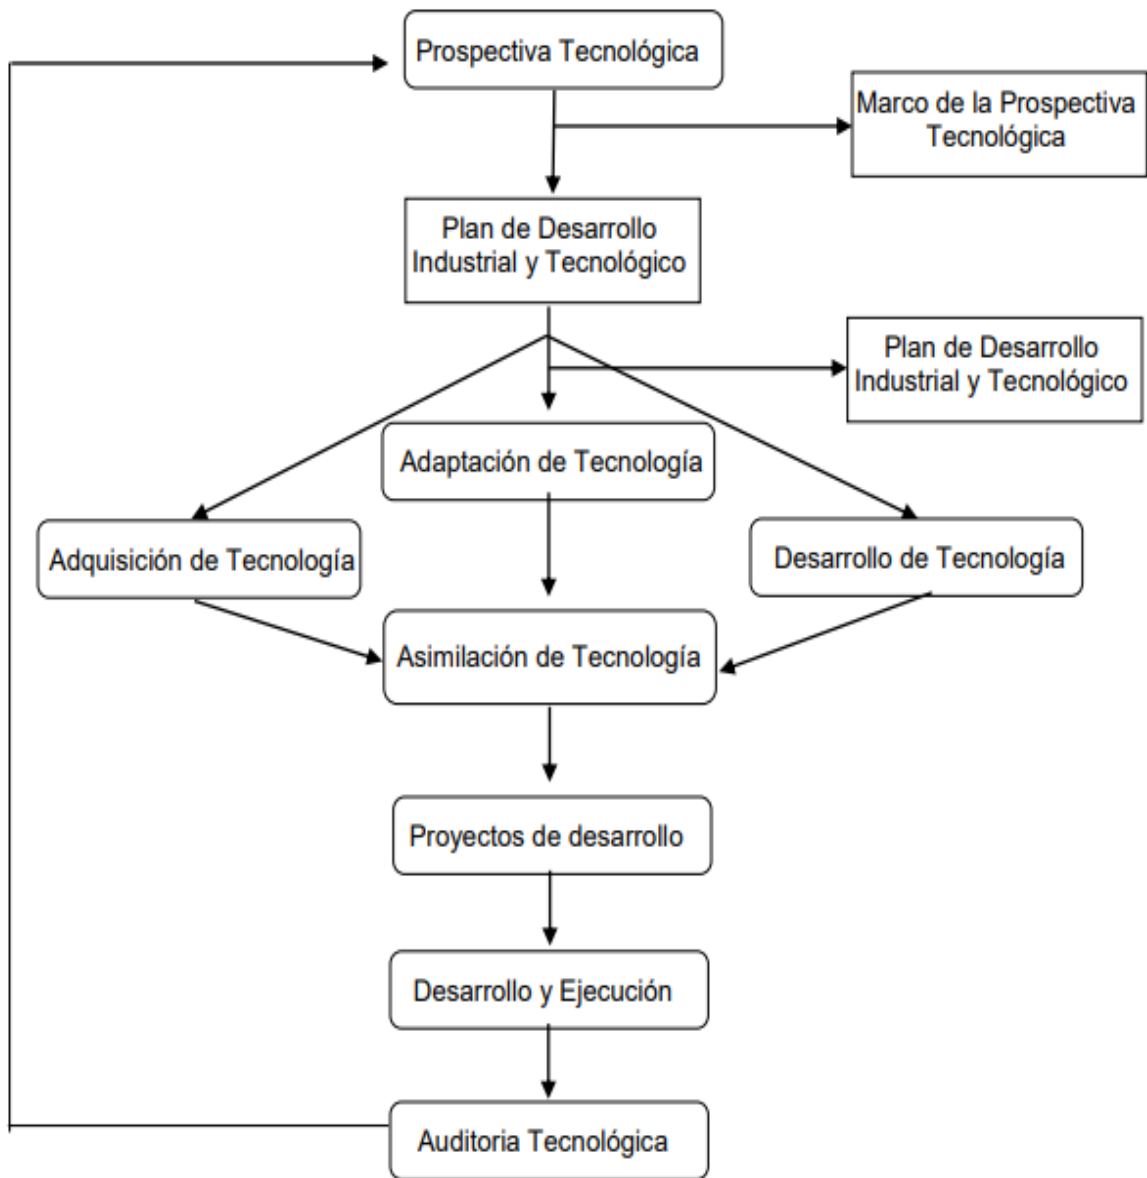 Prospectiva Tecnológica
Marco de la Prospectiva
Tecnológica
Plan de Desarrollo
Industrial y Tecnológico
Plan de Desarrollo
Industrial y Tecnológico
Adaptación de Tecnología
Adquisición de Tecnología
Desarrollo de Tecnología
Asimilación de Tecnología
Proyectos de desarrollo
Desarrollo y Ejecución
Auditoria Tecnológica